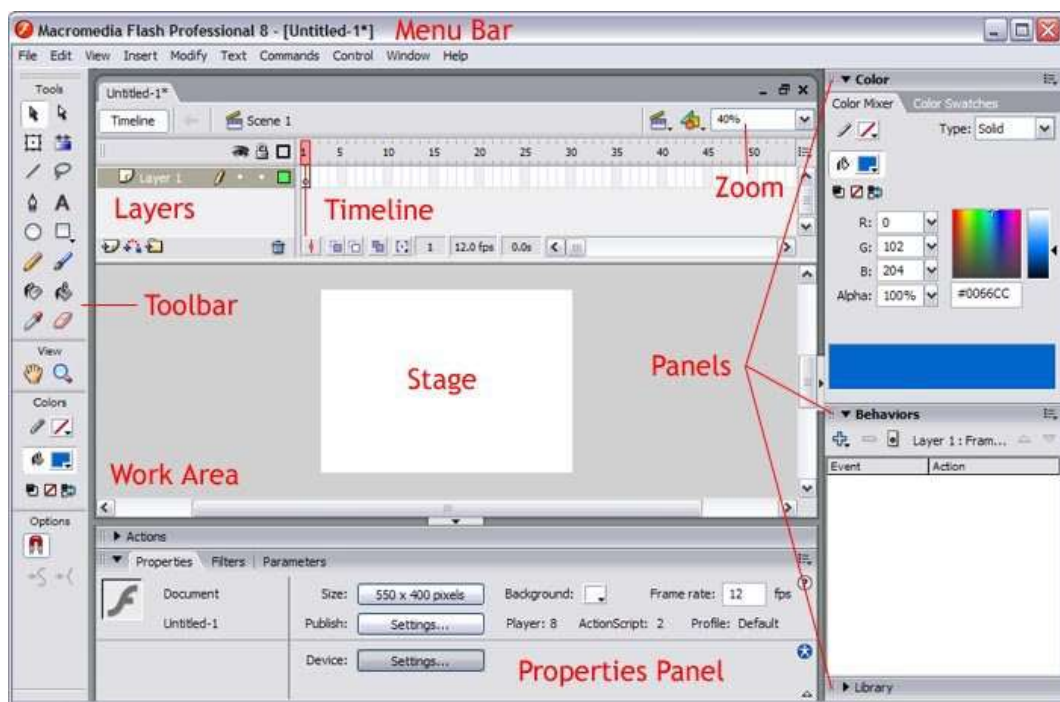 Macromedia Flash Professional 8 - [Untitled-1*] Menu Bar
File Edit View Insert Modify Text Commands Control Window Help
Tools
Untitled-1*
Timeline Scene 1 40%
5 10 15 20 25 30 35 40 45 50
Layer 1
Layers Timeline Zoom
1 12.0 fps 0.0s
Toolbar
View
Colors
Options
Stage
Work Area
Panels
Color
Color Mixer Color Swatches
Type: Solid
R: 0
G: 102
B: 204
Alpha: 100% #0066CC
Behaviors
Layer 1 : Fram...
Event Action
Library
Actions
Properties Filters Parameters
Document Size: 550 x 400 pixels Background: Frame rate: 12 fps
Untitled-1 Publish: Settings... Player: 8 ActionScript: 2 Profile: Default
Device: Settings...
Properties Panel